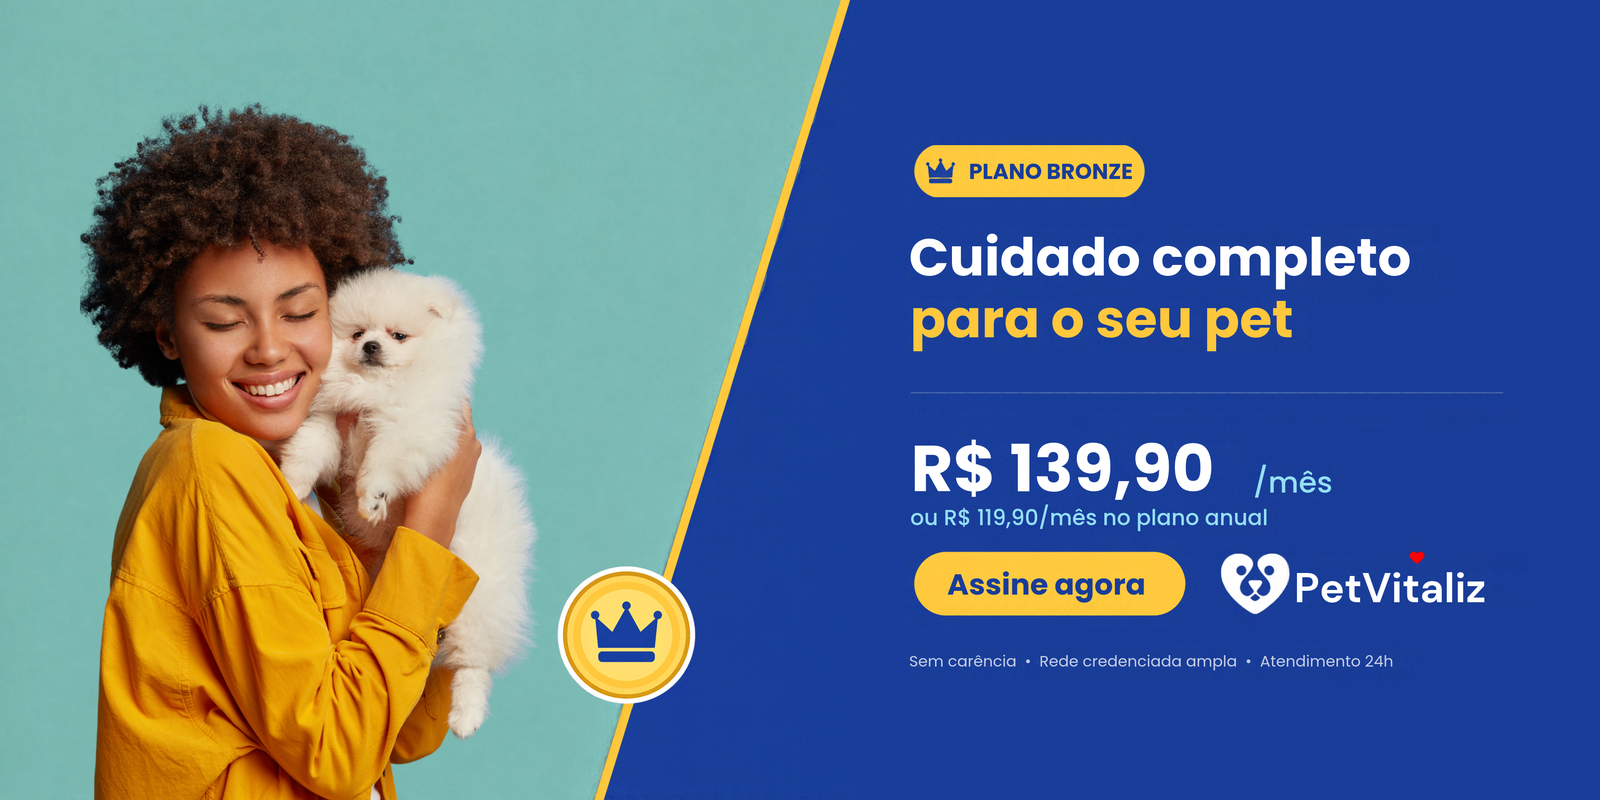 PLANO BRONZE
Cuidado completo
para o seu pet
R$ 139,90 /mês
ou R$ 119,90/mês no plano anual
Assine agora
PetVitaliz
Sem carência • Rede credenciada ampla • Atendimento 24h